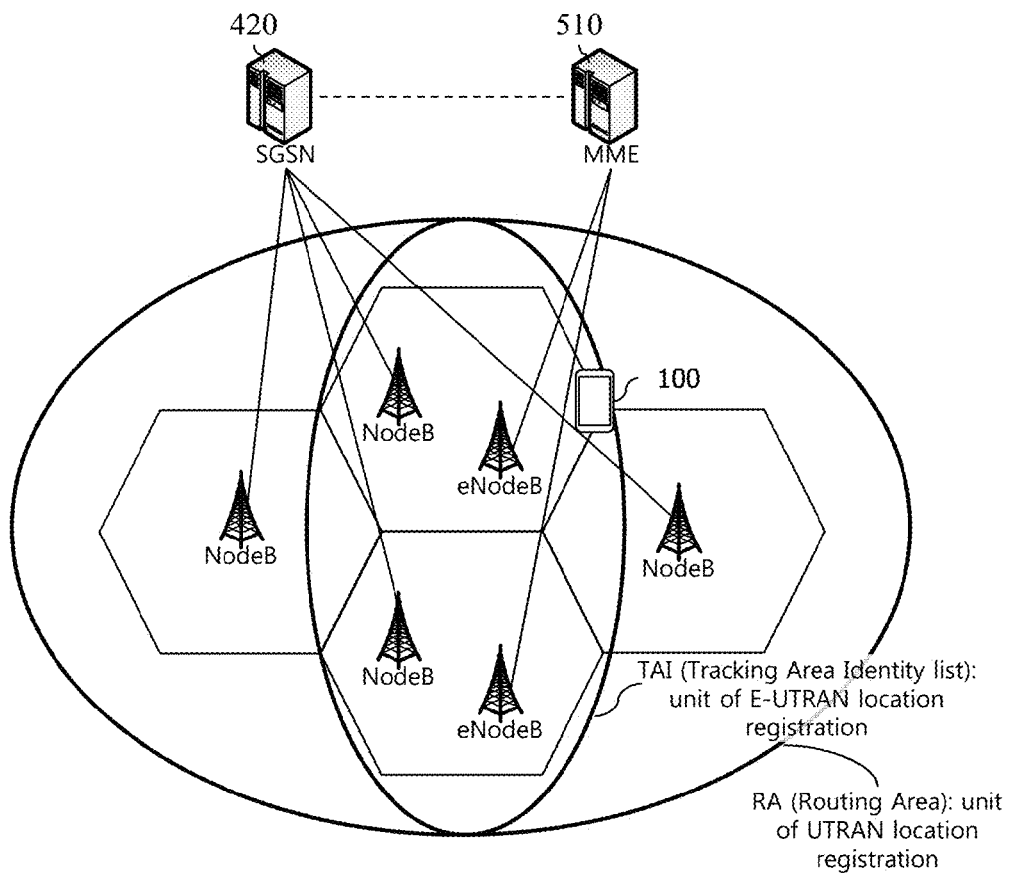 420
510
SGSN
MME
100
NodeB
eNodeB
NodeB
NodeB
NodeB
eNodeB
TAI (Tracking Area Identity list):
unit of E-UTRAN location
registration
RA (Routing Area): unit
of UTRAN location
registration